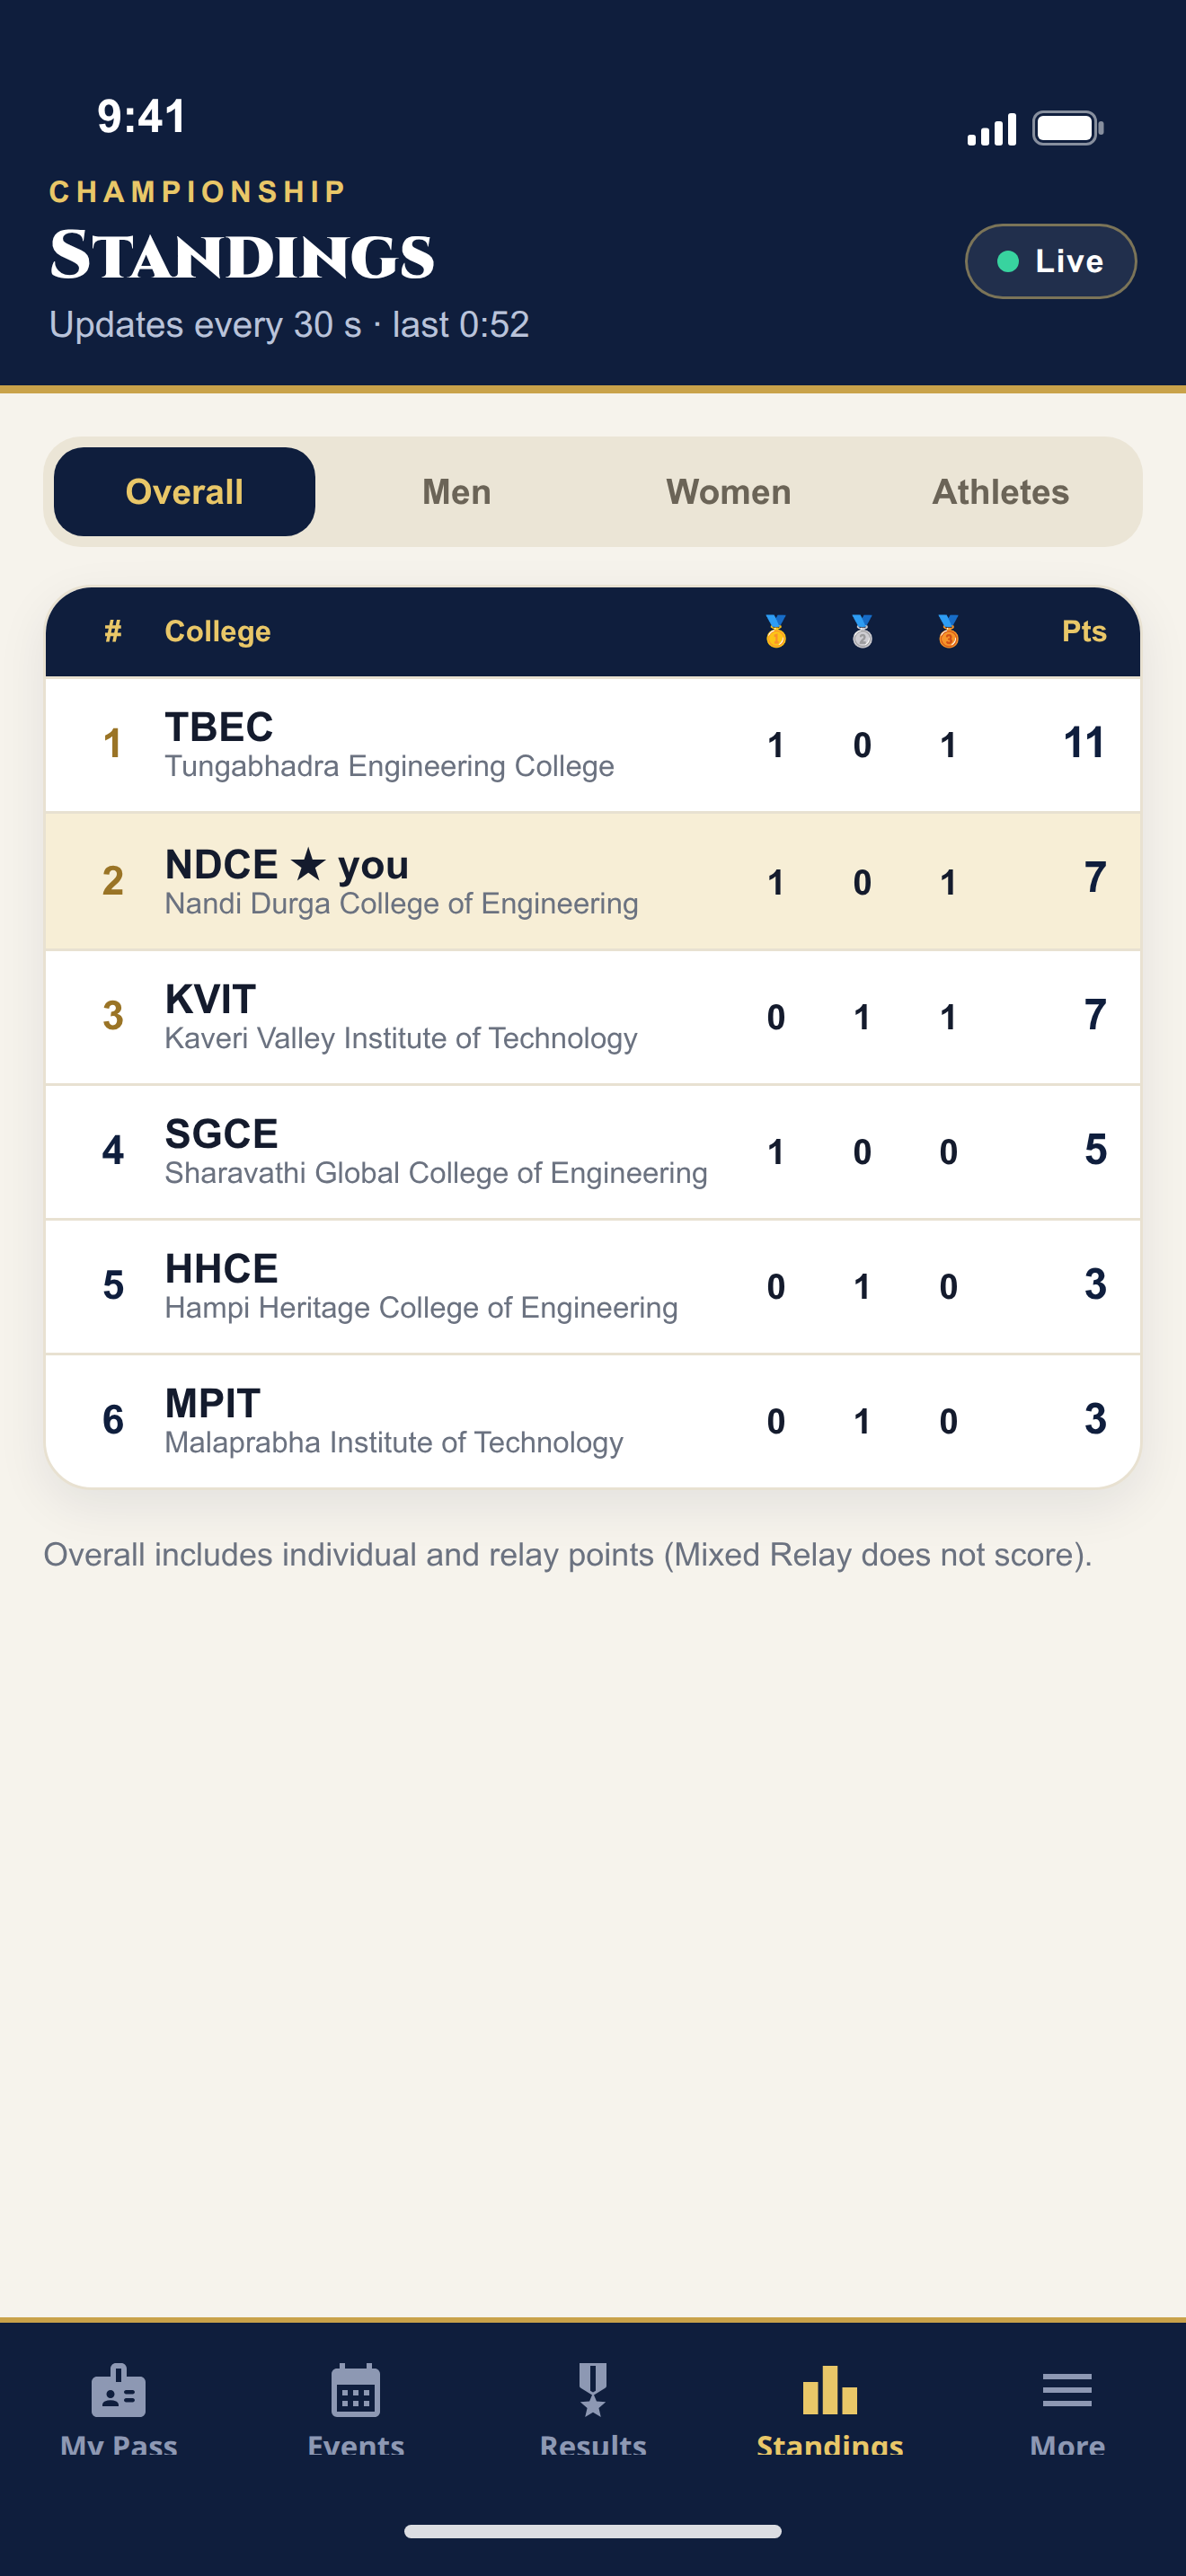 9:41
CHAMPIONSHIP
STANDINGS
Live
Updates every 30 s · last 0:52
Overall Men Women Athletes
# College 🥇 🥈 🥉 Pts
1 TBEC 1 0 1 11
Tungabhadra Engineering College
2 NDCE ★ you 1 0 1 7
Nandi Durga College of Engineering
3 KVIT 0 1 1 7
Kaveri Valley Institute of Technology
4 SGCE 1 0 0 5
Sharavathi Global College of Engineering
5 HHCE 0 1 0 3
Hampi Heritage College of Engineering
6 MPIT 0 1 0 3
Malaprabha Institute of Technology
Overall includes individual and relay points (Mixed Relay does not score).
My Pass Events Results Standings More